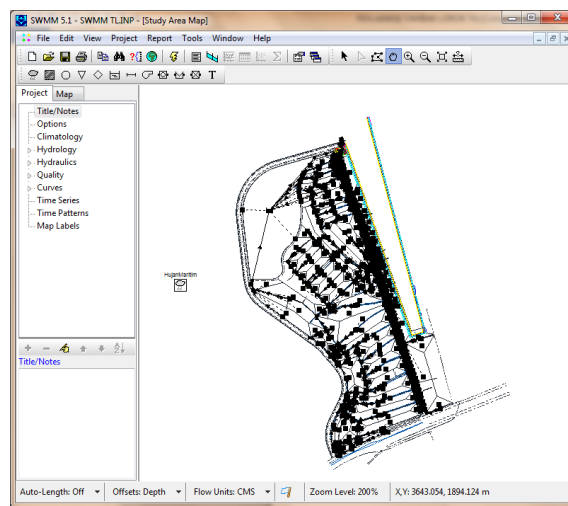 SWMM 5.1 - SWMM TL.INP - [Study Area Map]
File Edit View Project Report Tools Window Help
T
Project Map
Title/Notes
Options
Climatology
Hydrology
Hydraulics
Quality
Curves
Time Series
Time Patterns
Map Labels
HujanMaritim
Title/Notes
Auto-Length: Off Offsets: Depth Flow Units: CMS Zoom Level: 200% X,Y: 3643.054, 1894.124 m